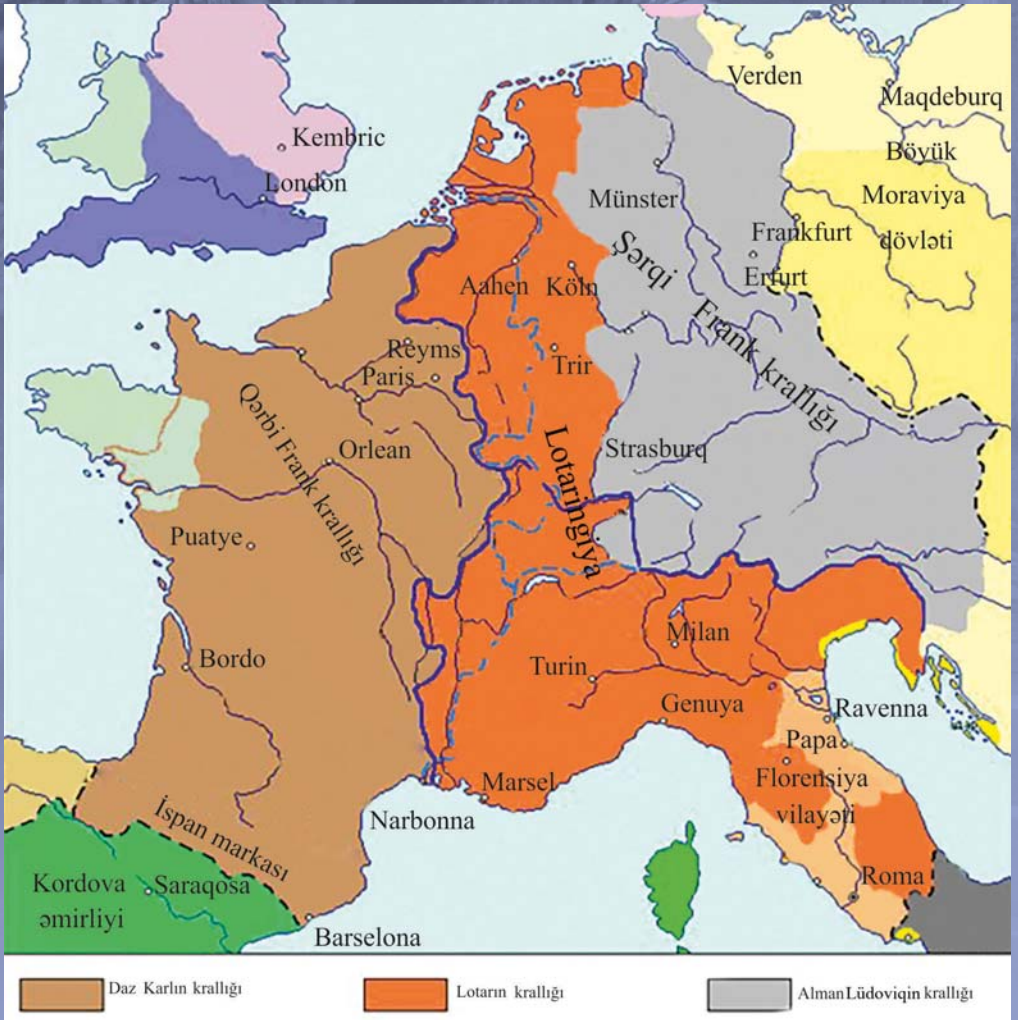 Verden
Maqdeburq
Kembric
Böyük
London
Moraviya
dövləti
Münster
Frankfurt
Şərqi
Frank krallığı
Erfurt
Aahen
Köln
Reyms
Paris
Trir
Qərbi Frank krallığı
Orlean
Strasburq
Lotaringiya
Puatye
Milan
Bordo
Turin
Genuya
Ravenna
Papa
Florensiya
vilayəti
Marsel
Narbonna
İspan markası
Roma
Kordova
əmirliyi
Saraqosa
Barselona
Daz Karlın krallığı
Lotarın krallığı
Alman Lüdoviqin krallığı